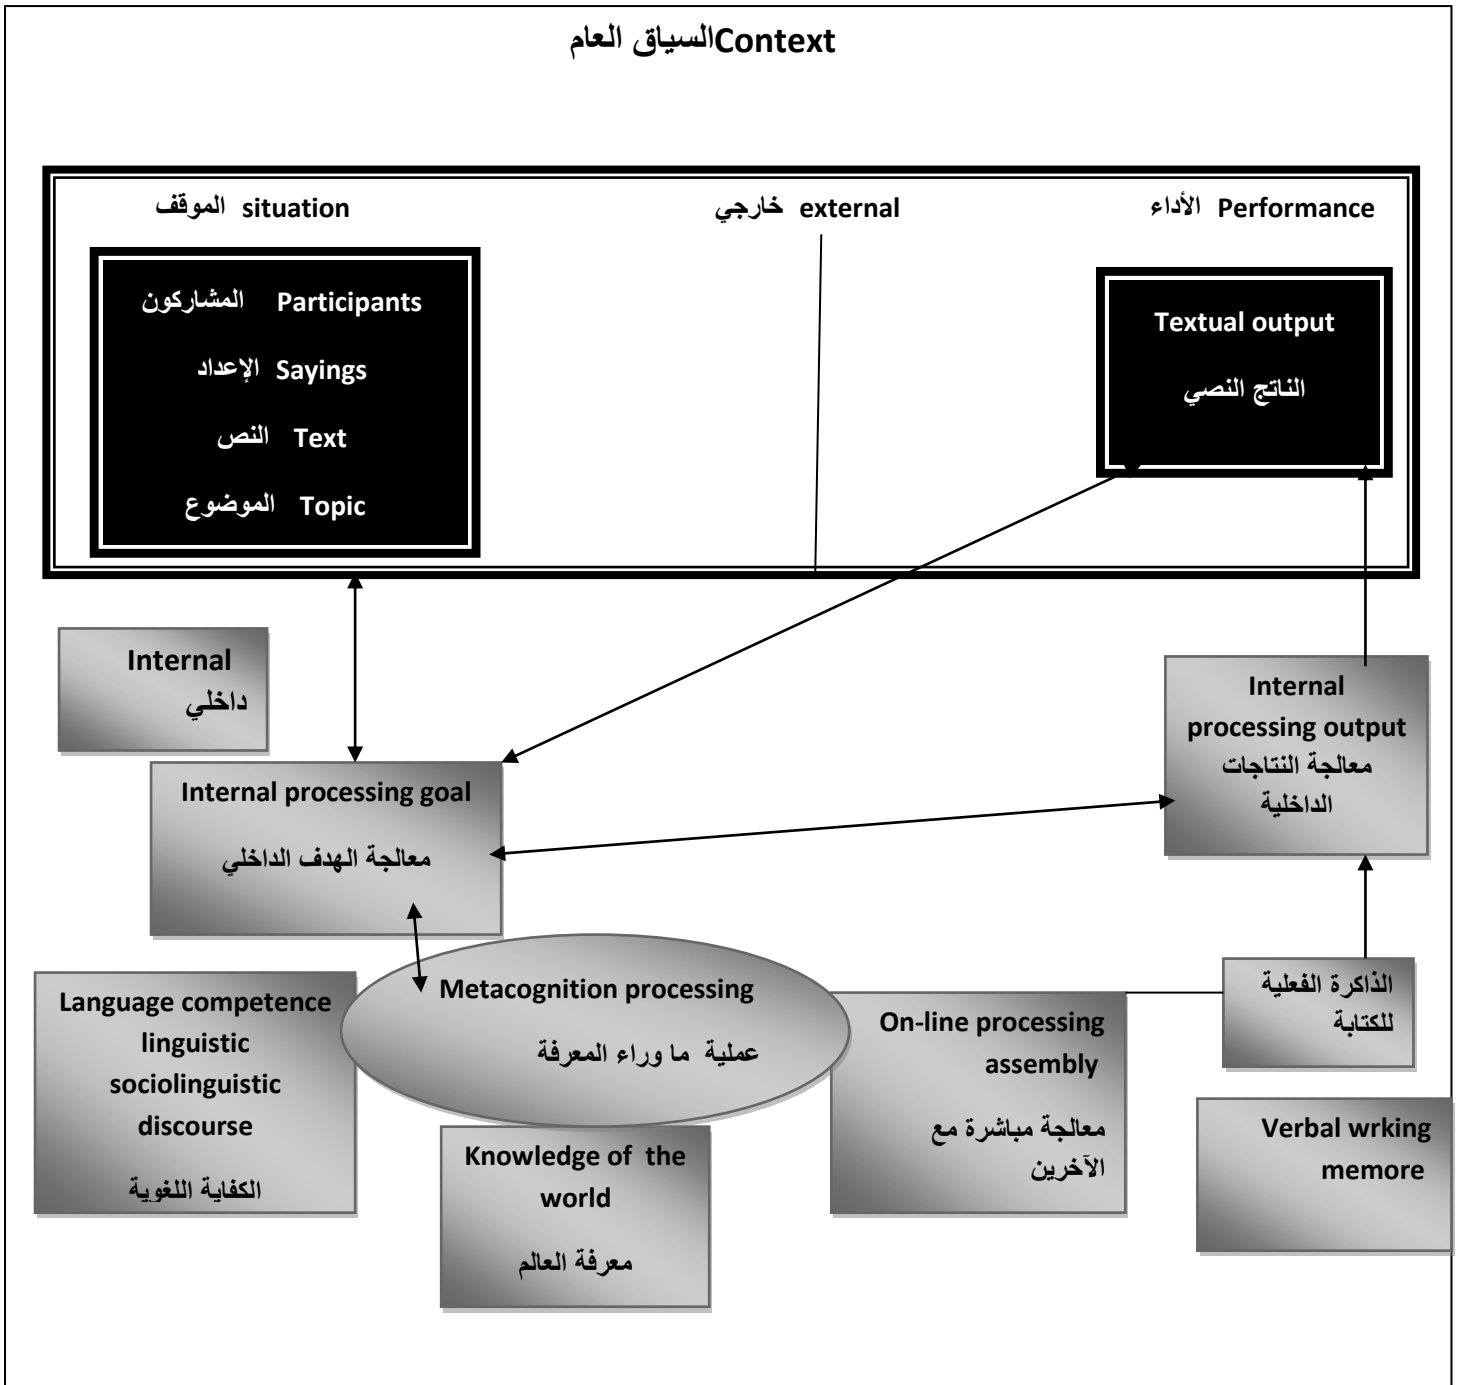 السياق العامContext
situation الموقف
external خارجي
Performance الأداء
Participants المشاركون
Sayings الإعداد
Text النص
Topic الموضوع
Textual output
الناتج النصي
Internal
داخلي
Internal processing goal
معالجة الهدف الداخلي
Internal
processing output
معالجة النتاجات
الداخلية
Metacognition processing
عملية ما وراء المعرفة
Language competence
linguistic
sociolinguistic
discourse
الكفاية اللغوية
Knowledge of the
world
معرفة العالم
On-line processing
assembly
معالجة مباشرة مع
الآخرين
الذاكرة الفعلية
للكتابة
Verbal wrking
memore